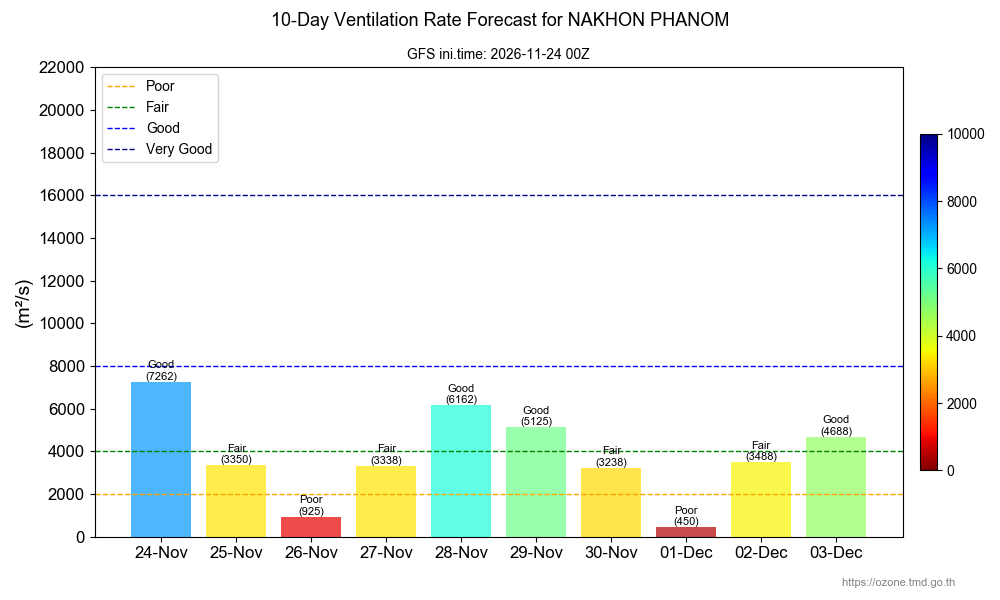 10-Day Ventilation Rate Forecast for NAKHON PHANOM
GFS ini.time: 2026-11-24 00Z
22000
20000
18000
16000
14000
12000
10000
8000
6000
4000
2000
0
(m²/s)
Poor
Fair
Good
Very Good
Good
(7262)
Fair
(3350)
Poor
(925)
Fair
(3338)
Good
(6162)
Good
(5125)
Fair
(3238)
Poor
(450)
Fair
(3488)
Good
(4688)
24-Nov
25-Nov
26-Nov
27-Nov
28-Nov
29-Nov
30-Nov
01-Dec
02-Dec
03-Dec
10000
8000
6000
4000
2000
0
https://ozone.tmd.go.th